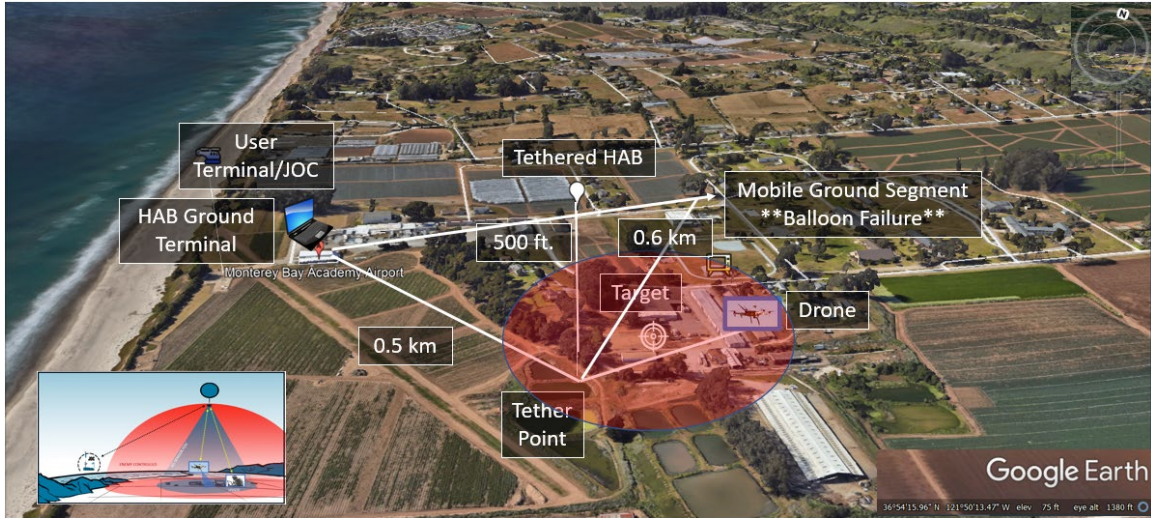 User
Terminal/JOC
Tethered HAB
Mobile Ground Segment
**Balloon Failure**
HAB Ground
Terminal
500 ft.
0.6 km
Monterey Bay Academy Airport
Target
Drone
0.5 km
Tether
Point
Google Earth
36°54'15.96" N 121°50'13.47" W elev 75 ft eye alt 1380 ft
N